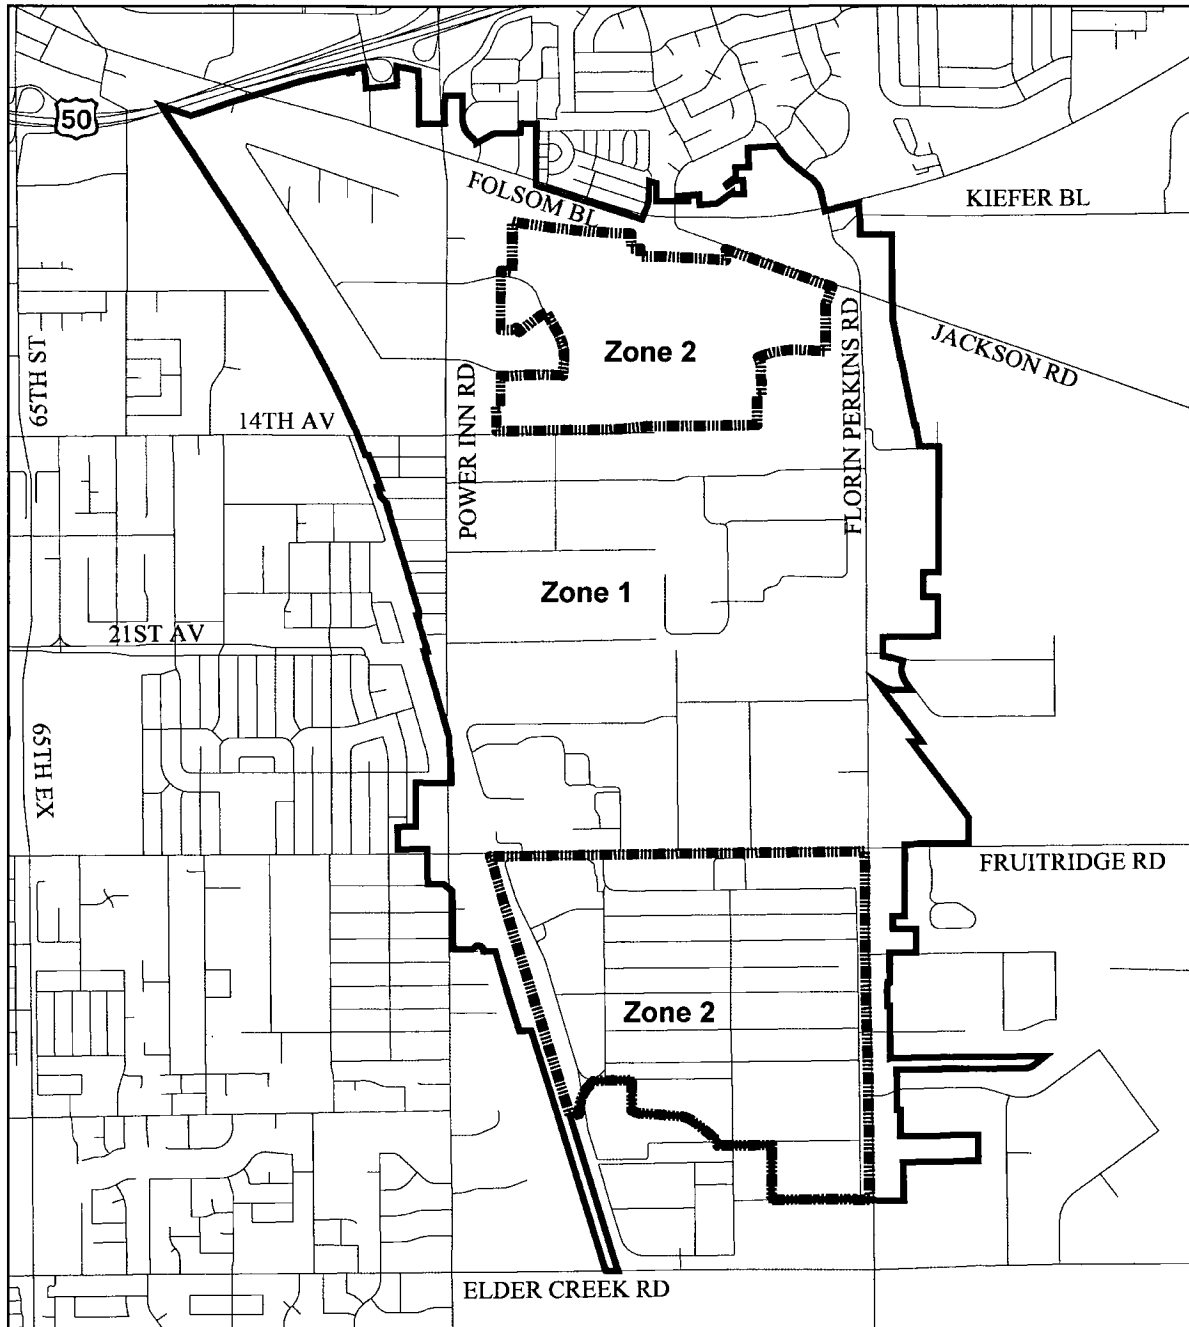 50
FOLSOM BL
KIEFER BL
65TH ST
14TH AV
POWER INN RD
Zone 2
FLORIN PERKINS RD
JACKSON RD
Zone 1
21ST AV
65TH EX
FRUITRIDGE RD
Zone 2
ELDER CREEK RD